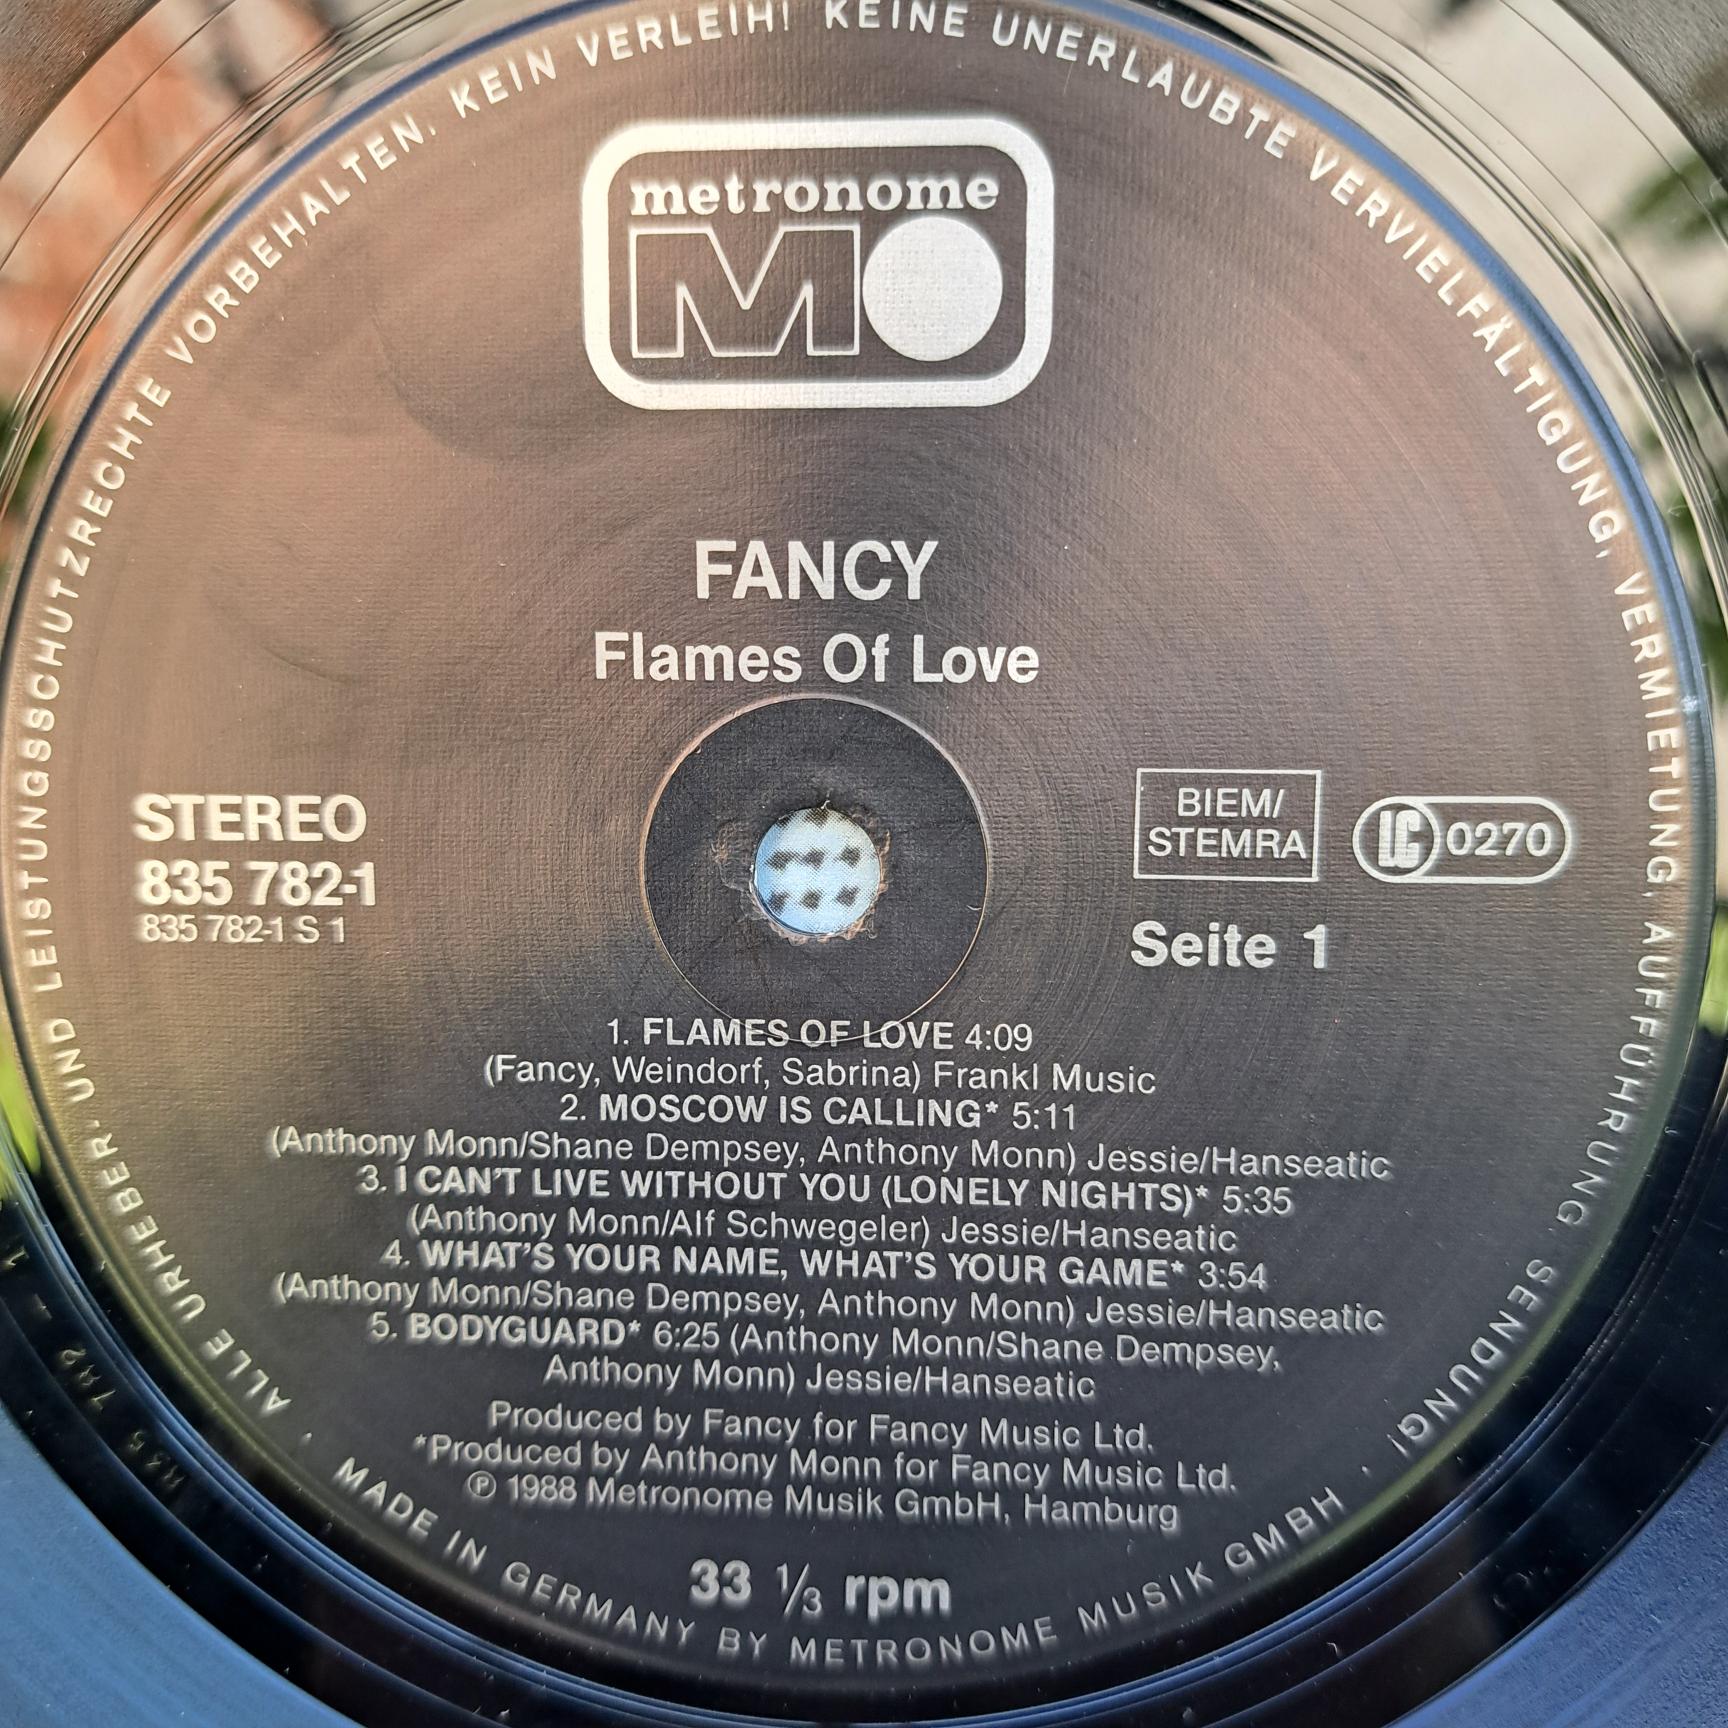 ALLE URHEBER- UND LEISTUNGSSCHUTZRECHTE VORBEHALTEN. KEIN VERLEIH! KEINE UNERLAUBTE VERVIELFÄLTIGUNG, VERMIETUNG, AUFFÜHRUNG, SENDUNG!
metronome
MO
FANCY
Flames Of Love
STEREO
835 782-1
835 782-1 S 1
BIEM/
STEMRA
LC 0270
Seite 1
1. FLAMES OF LOVE 4:09
(Fancy, Weindorf, Sabrina) Frankl Music
2. MOSCOW IS CALLING* 5:11
(Anthony Monn/Shane Dempsey, Anthony Monn) Jessie/Hanseatic
3. I CAN'T LIVE WITHOUT YOU (LONELY NIGHTS)* 5:35
(Anthony Monn/Alf Schwegeler) Jessie/Hanseatic
4. WHAT'S YOUR NAME, WHAT'S YOUR GAME* 3:54
(Anthony Monn/Shane Dempsey, Anthony Monn) Jessie/Hanseatic
5. BODYGUARD* 6:25 (Anthony Monn/Shane Dempsey,
Anthony Monn) Jessie/Hanseatic
Produced by Fancy for Fancy Music Ltd.
*Produced by Anthony Monn for Fancy Music Ltd.
℗ 1988 Metronome Musik GmbH, Hamburg
33 1/3 rpm
· MADE IN GERMANY BY METRONOME MUSIK GMBH ·